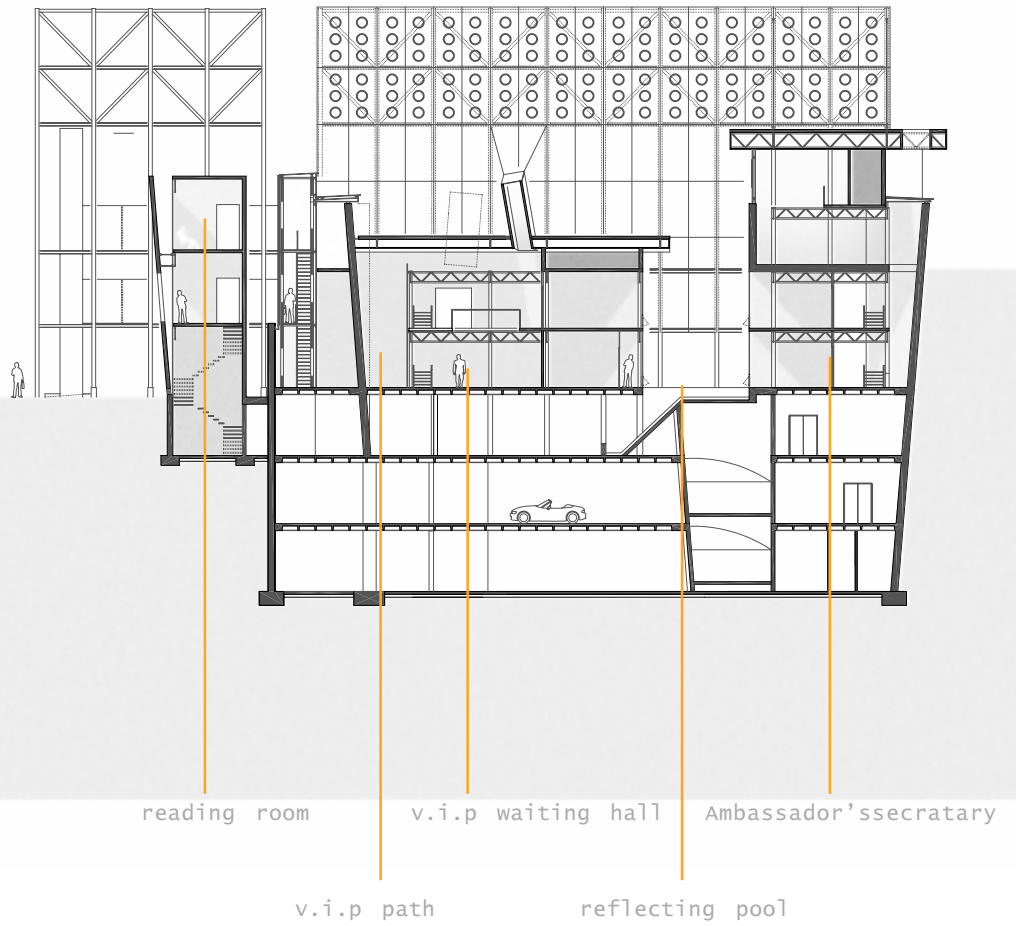 reading room
v.i.p waiting hall
Ambassador’ssecratary
v.i.p path
reflecting pool